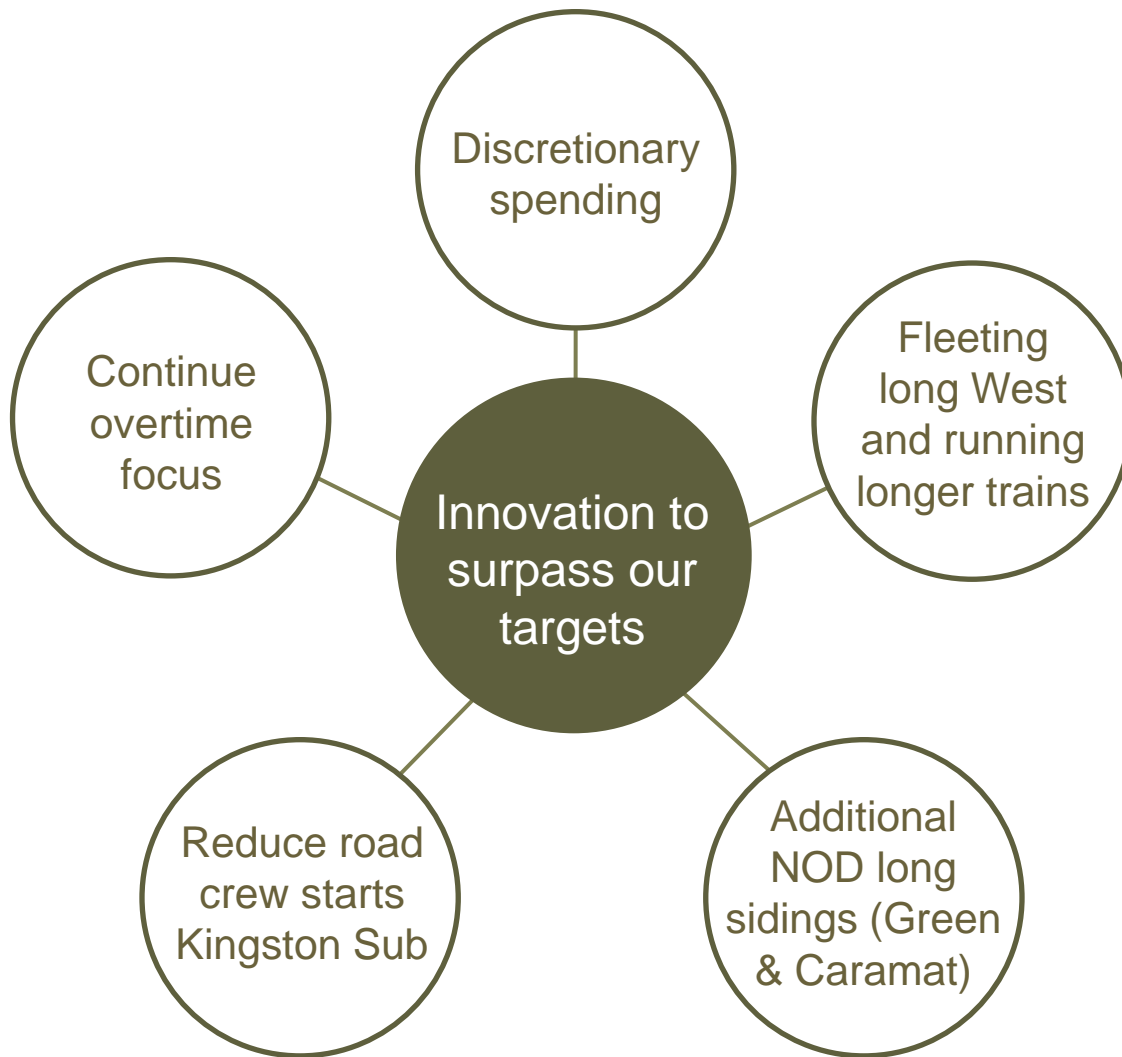 Discretionary
spending
Fleeting
long West
and running
longer trains
Continue
overtime
focus
Innovation to
surpass our
targets
Additional
NOD long
sidings (Green
& Caramat)
Reduce road
crew starts
Kingston Sub